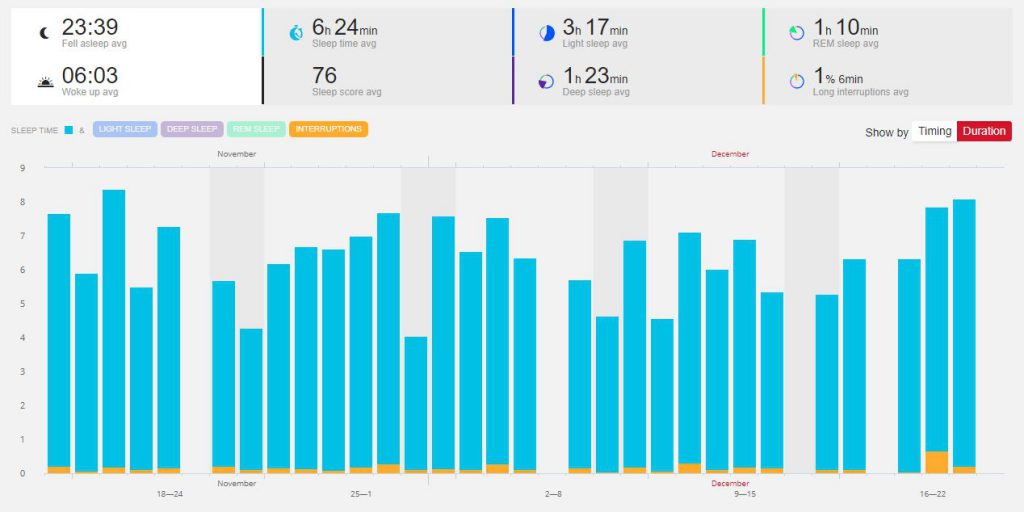 23:39
Fell asleep avg
6h 24min
Sleep time avg
3h 17min
Light sleep avg
1h 10min
REM sleep avg
06:03
Woke up avg
76
Sleep score avg
1h 23min
Deep sleep avg
1% 6min
Long interruptions avg
SLEEP TIME & LIGHT SLEEP DEEP SLEEP REM SLEEP INTERRUPTIONS
Show by Timing Duration
November December
9
8
7
6
5
4
3
2
1
0
November December
18—24 25—1 2—8 9—15 16—22